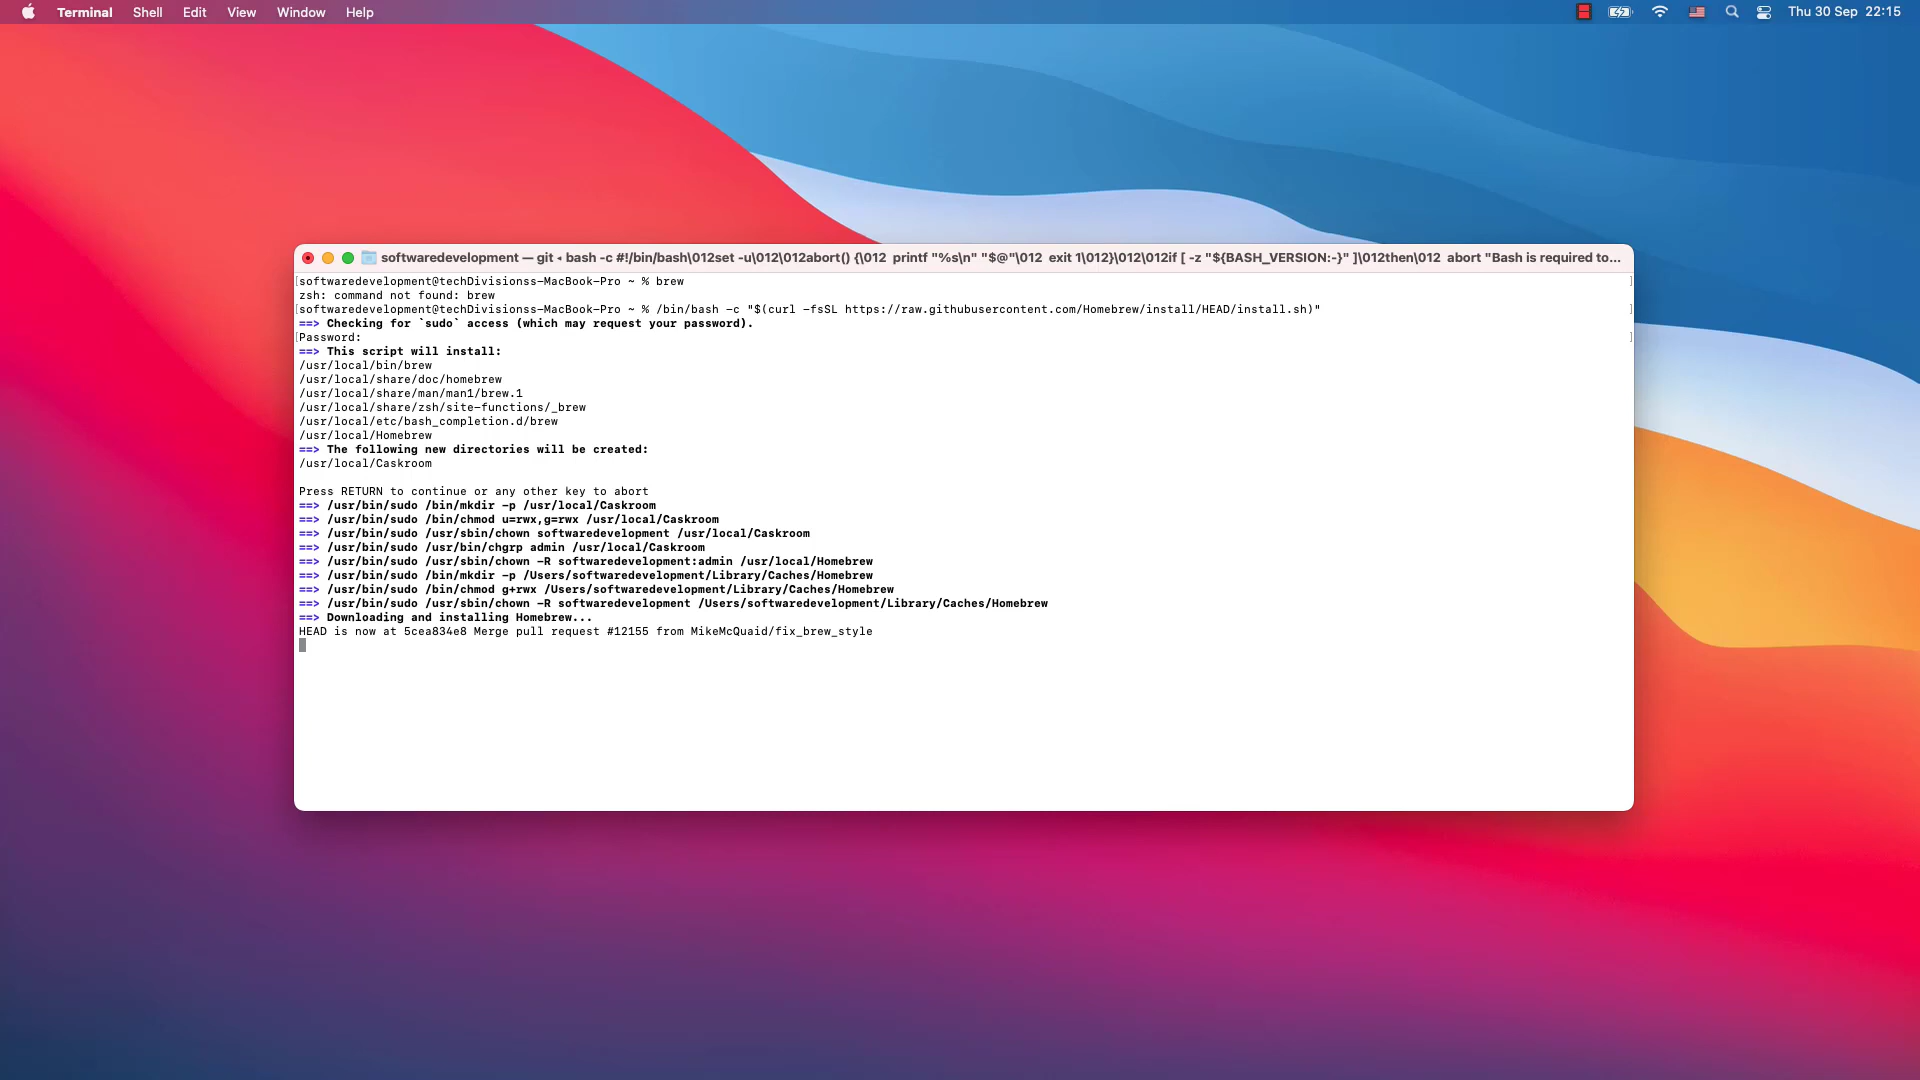 Terminal Shell Edit View Window Help Thu 30 Sep 22:15
softwaredevelopment — git ◂ bash -c #!/bin/bash\012set -u\012\012abort() {\012  printf "%s\n" "$@"\012  exit 1\012}\012\012if [ -z "${BASH_VERSION:-}" ]\012then\012  abort "Bash is required to...
[softwaredevelopment@techDivisionss-MacBook-Pro ~ % brew ]
zsh: command not found: brew
[softwaredevelopment@techDivisionss-MacBook-Pro ~ % /bin/bash -c "$(curl -fsSL https://raw.githubusercontent.com/Homebrew/install/HEAD/install.sh)" ]
==> Checking for `sudo` access (which may request your password).
[Password: ]
==> This script will install:
/usr/local/bin/brew
/usr/local/share/doc/homebrew
/usr/local/share/man/man1/brew.1
/usr/local/share/zsh/site-functions/_brew
/usr/local/etc/bash_completion.d/brew
/usr/local/Homebrew
==> The following new directories will be created:
/usr/local/Caskroom
Press RETURN to continue or any other key to abort
==> /usr/bin/sudo /bin/mkdir -p /usr/local/Caskroom
==> /usr/bin/sudo /bin/chmod u=rwx,g=rwx /usr/local/Caskroom
==> /usr/bin/sudo /usr/sbin/chown softwaredevelopment /usr/local/Caskroom
==> /usr/bin/sudo /usr/bin/chgrp admin /usr/local/Caskroom
==> /usr/bin/sudo /usr/sbin/chown -R softwaredevelopment:admin /usr/local/Homebrew
==> /usr/bin/sudo /bin/mkdir -p /Users/softwaredevelopment/Library/Caches/Homebrew
==> /usr/bin/sudo /bin/chmod g+rwx /Users/softwaredevelopment/Library/Caches/Homebrew
==> /usr/bin/sudo /usr/sbin/chown -R softwaredevelopment /Users/softwaredevelopment/Library/Caches/Homebrew
==> Downloading and installing Homebrew...
HEAD is now at 5cea834e8 Merge pull request #12155 from MikeMcQuaid/fix_brew_style